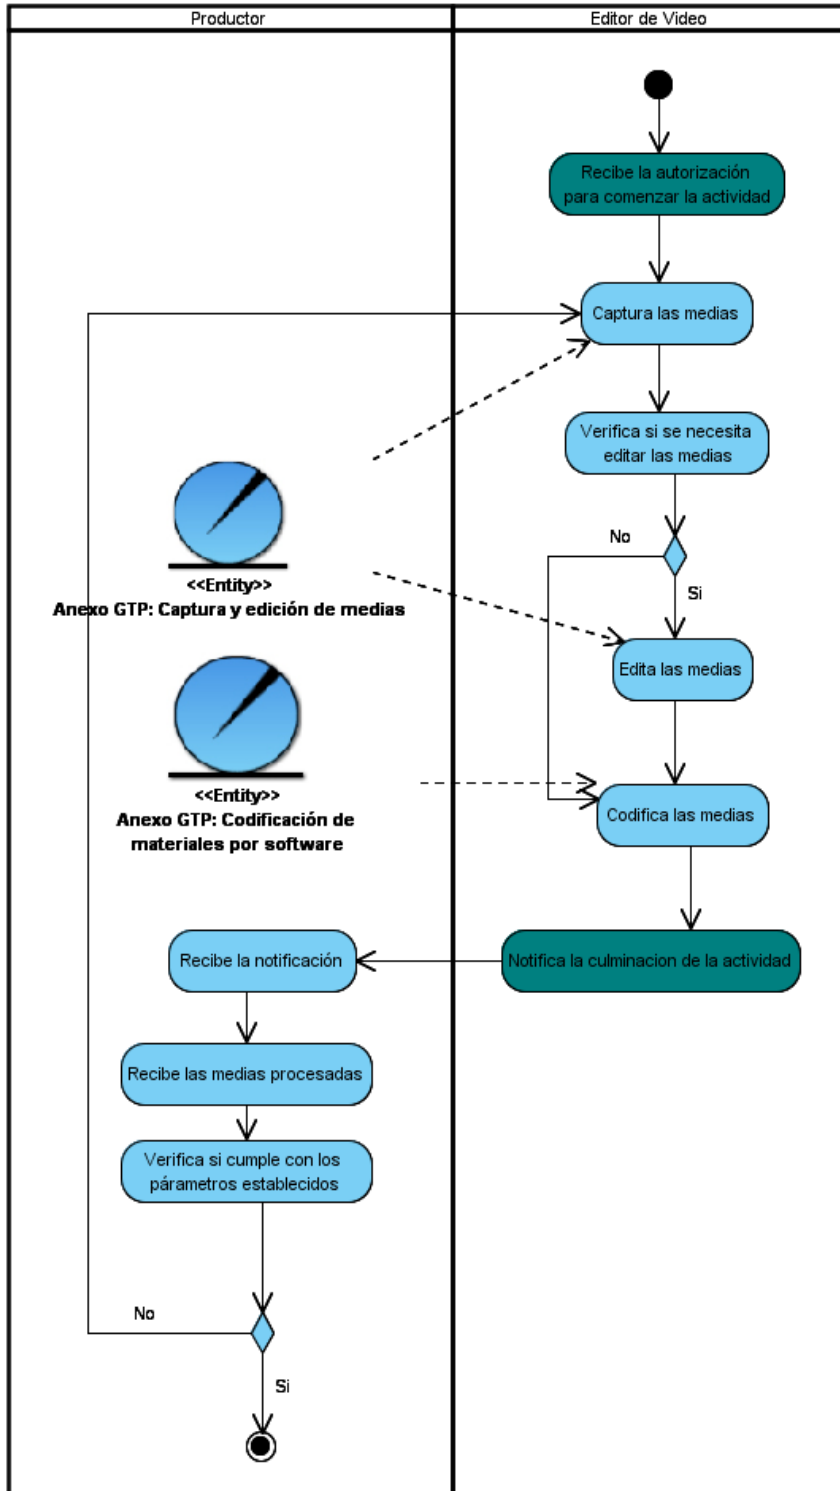 Productor
Editor de Video
Recibe la autorización
para comenzar la actividad
Captura las medias
Verifica si se necesita
editar las medias
No
Si
<<Entity>>
Anexo GTP: Captura y edición de medias
Edita las medias
<<Entity>>
Anexo GTP: Codificación de
materiales por software
Codifica las medias
Recibe la notificación
Notifica la culminacion de la actividad
Recibe las medias procesadas
Verifica si cumple con los
párametros establecidos
No
Si